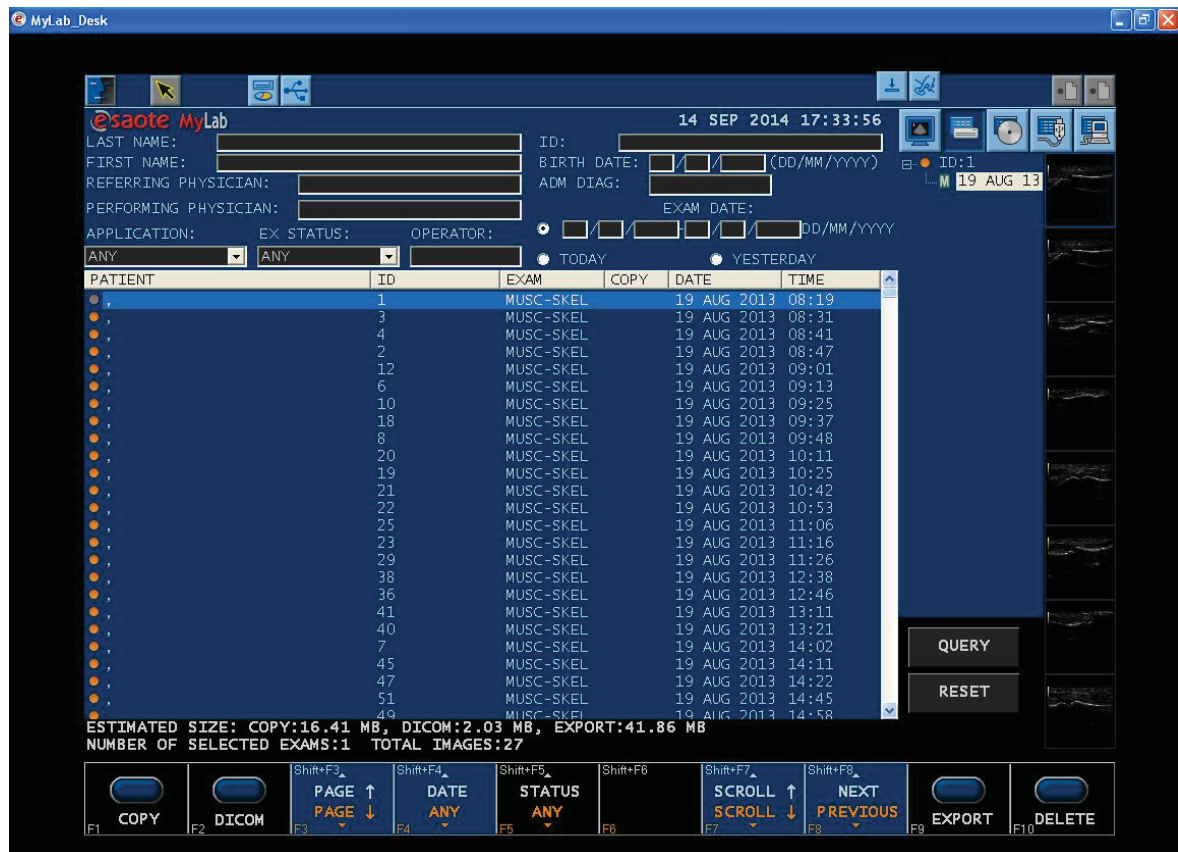 MyLab_Desk
esaote MyLab 14 SEP 2014 17:33:56
LAST NAME: ID:
FIRST NAME: BIRTH DATE: / / (DD/MM/YYYY)
REFERRING PHYSICIAN: ADM DIAG:
PERFORMING PHYSICIAN: EXAM DATE:
APPLICATION: EX STATUS: OPERATOR: / / - / / DD/MM/YYYY
ANY ANY TODAY YESTERDAY
ID:1
M 19 AUG 13
PATIENT ID EXAM COPY DATE TIME
, 1 MUSC-SKEL 19 AUG 2013 08:19
, 3 MUSC-SKEL 19 AUG 2013 08:31
, 4 MUSC-SKEL 19 AUG 2013 08:41
, 2 MUSC-SKEL 19 AUG 2013 08:47
, 12 MUSC-SKEL 19 AUG 2013 09:01
, 6 MUSC-SKEL 19 AUG 2013 09:13
, 10 MUSC-SKEL 19 AUG 2013 09:25
, 18 MUSC-SKEL 19 AUG 2013 09:37
, 8 MUSC-SKEL 19 AUG 2013 09:48
, 20 MUSC-SKEL 19 AUG 2013 10:11
, 19 MUSC-SKEL 19 AUG 2013 10:25
, 21 MUSC-SKEL 19 AUG 2013 10:42
, 22 MUSC-SKEL 19 AUG 2013 10:53
, 25 MUSC-SKEL 19 AUG 2013 11:06
, 23 MUSC-SKEL 19 AUG 2013 11:16
, 29 MUSC-SKEL 19 AUG 2013 11:26
, 38 MUSC-SKEL 19 AUG 2013 12:38
, 36 MUSC-SKEL 19 AUG 2013 12:46
, 41 MUSC-SKEL 19 AUG 2013 13:11
, 40 MUSC-SKEL 19 AUG 2013 13:21
, 7 MUSC-SKEL 19 AUG 2013 14:02
, 45 MUSC-SKEL 19 AUG 2013 14:11
, 47 MUSC-SKEL 19 AUG 2013 14:22
, 51 MUSC-SKEL 19 AUG 2013 14:45
49 MUSC-SKEL 19 AUG 2013 14:58
QUERY
RESET
ESTIMATED SIZE: COPY:16.41 MB, DICOM:2.03 MB, EXPORT:41.86 MB
NUMBER OF SELECTED EXAMS:1 TOTAL IMAGES:27
Shift+F3 Shift+F4 Shift+F5 Shift+F6 Shift+F7 Shift+F8
PAGE ↑ DATE STATUS SCROLL ↑ NEXT
COPY DICOM PAGE ↓ ANY ANY SCROLL ↓ PREVIOUS EXPORT DELETE
F1 F2 F3 F4 F5 F6 F7 F8 F9 F10